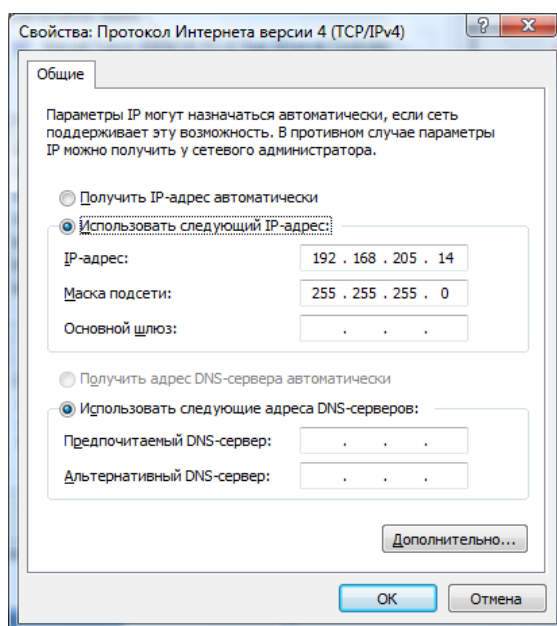 Свойства: Протокол Интернета версии 4 (TCP/IPv4)
?
Общие
Параметры IP могут назначаться автоматически, если сеть
поддерживает эту возможность. В противном случае параметры
IP можно получить у сетевого администратора.
Получить IP-адрес автоматически
Использовать следующий IP-адрес:
IP-адрес: 192 . 168 . 205 . 14
Маска подсети: 255 . 255 . 255 . 0
Основной шлюз: . . .
Получить адрес DNS-сервера автоматически
Использовать следующие адреса DNS-серверов:
Предпочитаемый DNS-сервер: . . .
Альтернативный DNS-сервер: . . .
Дополнительно...
ОК Отмена